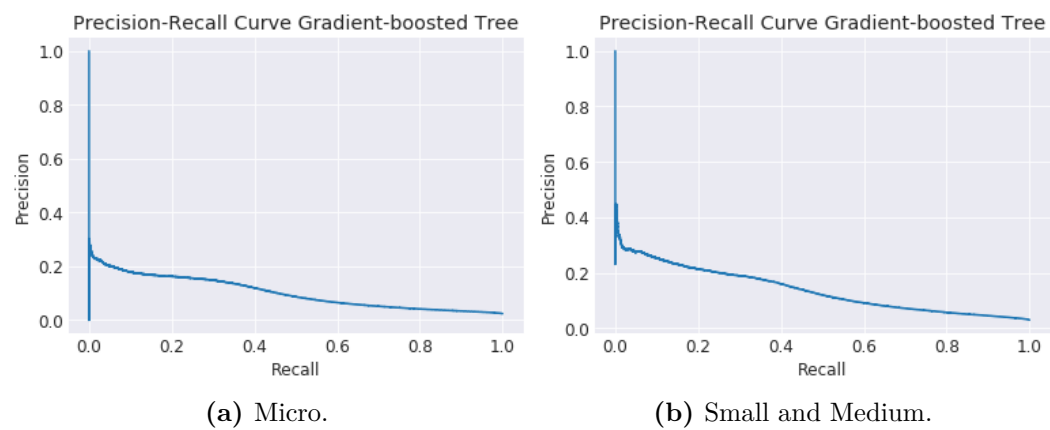 Precision-Recall Curve Gradient-boosted Tree
1.0
0.8
0.6
0.4
0.2
0.0
Precision
0.0 0.2 0.4 0.6 0.8 1.0
Recall
(a) Micro.
Precision-Recall Curve Gradient-boosted Tree
1.0
0.8
0.6
0.4
0.2
0.0
Precision
0.0 0.2 0.4 0.6 0.8 1.0
Recall
(b) Small and Medium.